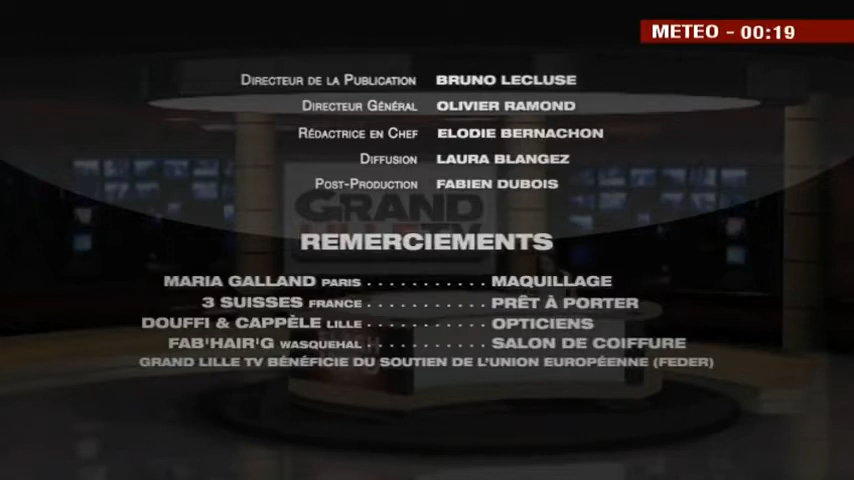 METEO - 00:19
DIRECTEUR DE LA PUBLICATION BRUNO LECLUSE
DIRECTEUR GÉNÉRAL OLIVIER RAMOND
RÉDACTRICE EN CHEF ELODIE BERNACHON
DIFFUSION LAURA BLANGEZ
POST-PRODUCTION FABIEN DUBOIS
GRAND
LILLE TV
REMERCIEMENTS
MARIA GALLAND PARIS . . . . . . . . . . . MAQUILLAGE
3 SUISSES FRANCE . . . . . . . . . . . PRÊT À PORTER
DOUFFI & CAPPÈLE LILLE . . . . . . . . . . . OPTICIENS
FAB'HAIR'G WASQUEHAL . . . . . . . . . . . SALON DE COIFFURE
GRAND LILLE TV BÉNÉFICIE DU SOUTIEN DE L'UNION EUROPÉENNE (FEDER)